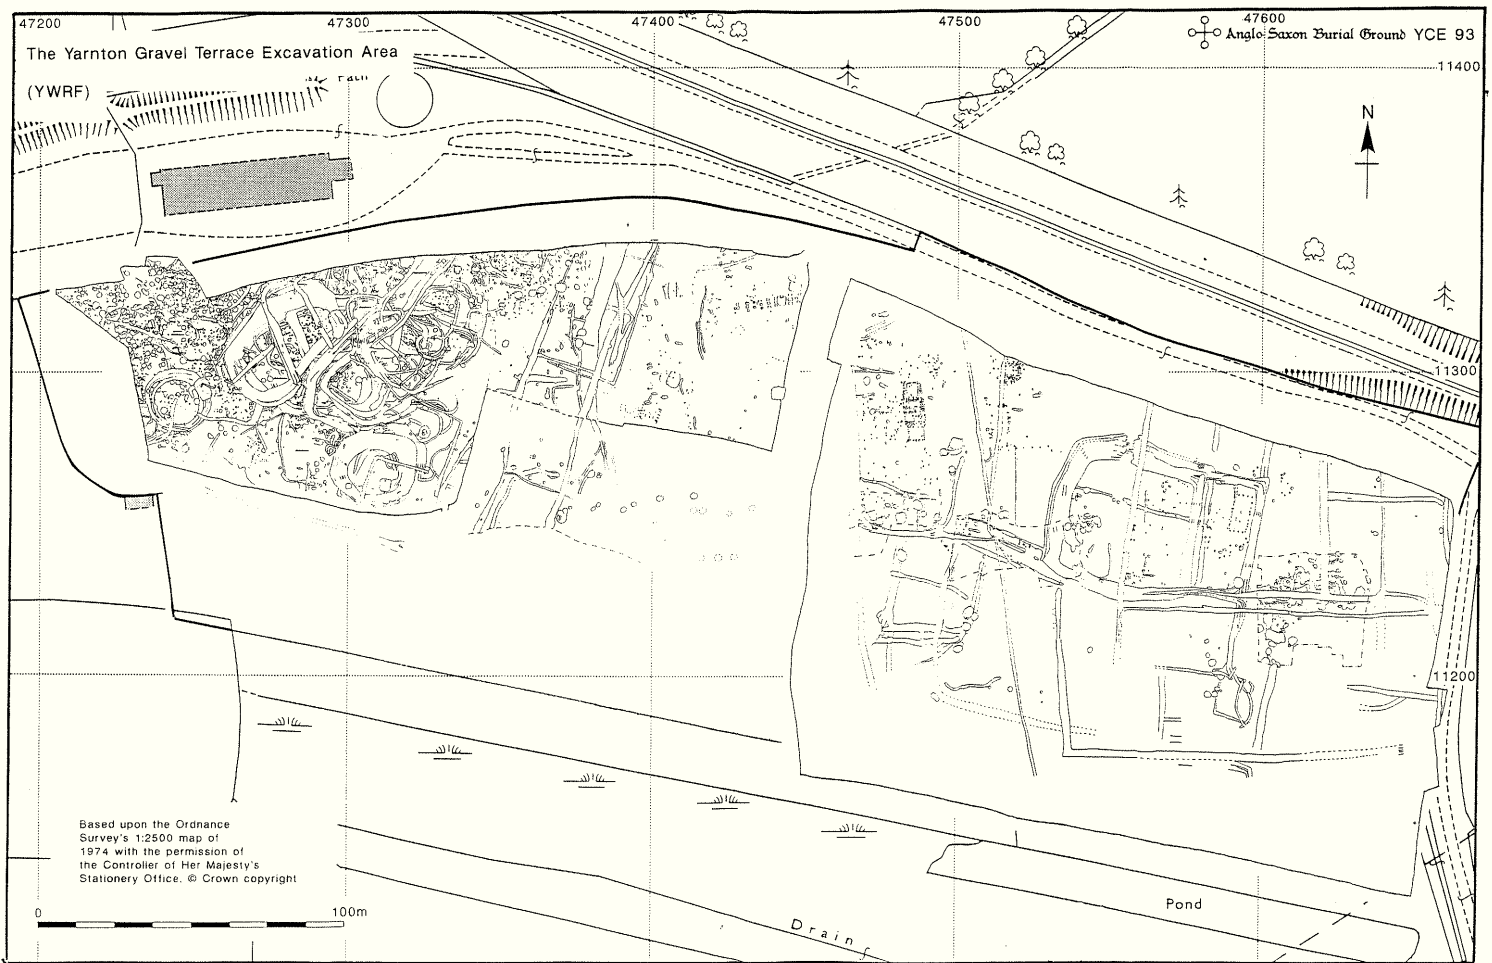 47200
47300
47400
47500
47600
The Yarnton Gravel Terrace Excavation Area
(YWRF)
Path
Anglo Saxon Burial Ground YCE 93
11400
N
11300
11200
Based upon the Ordnance
Survey's 1:2500 map of
1974 with the permission of
the Controller of Her Majesty's
Stationery Office. © Crown copyright
0
100m
Pond
Drain